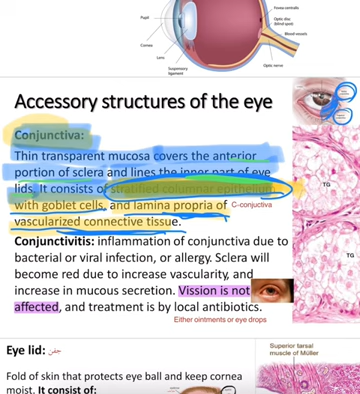 Fovea centralis
Pupil
Optic disc
(blind spot)
Blood vessels
Cornea
Lens
Optic nerve
Suspensory
ligament
Accessory structures of the eye
Conjunctiva:
Thin transparent mucosa covers the anterior
portion of sclera and lines the inner part of eye
lids. It consists of stratified columnar epithelium
with goblet cells, and lamina propria of C-conjuctiva
vascularized connective tissue.
Conjunctivitis: inflammation of conjunctiva due to
bacterial or viral infection, or allergy. Sclera will
become red due to increase vascularity, and
increase in mucous secretion. Vission is not
affected, and treatment is by local antibiotics.
Either ointments or eye drops
TG
TG
Eye lid: جفن
Superior tarsal
muscle of Müller
Fold of skin that protects eye ball and keep cornea
moist. It consist of: